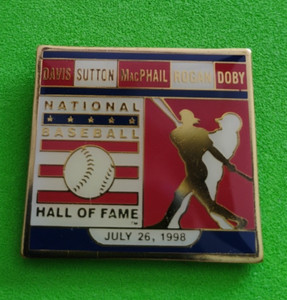 DAVIS SUTTON MACPHAIL ROGAN DOBY
NATIONAL
BASEBALL
HALL OF FAME
JULY 26, 1998